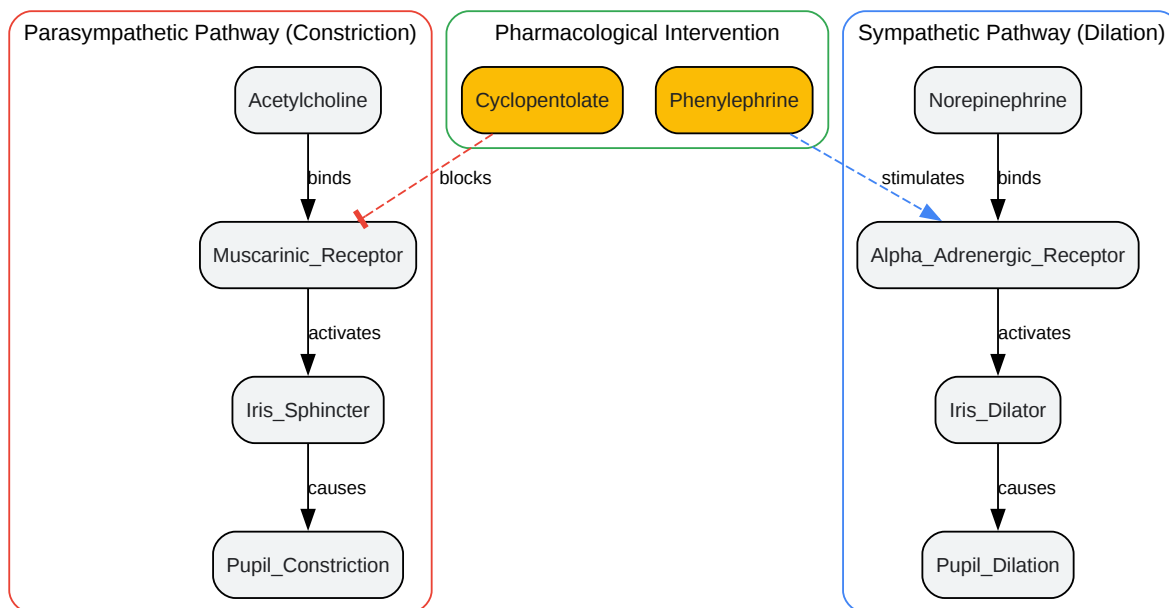 Parasympathetic Pathway (Constriction)
Pharmacological Intervention
Sympathetic Pathway (Dilation)
Acetylcholine
Cyclopentolate
Phenylephrine
Norepinephrine
binds
blocks
stimulates
binds
Muscarinic_Receptor
Alpha_Adrenergic_Receptor
activates
activates
Iris_Sphincter
Iris_Dilator
causes
causes
Pupil_Constriction
Pupil_Dilation